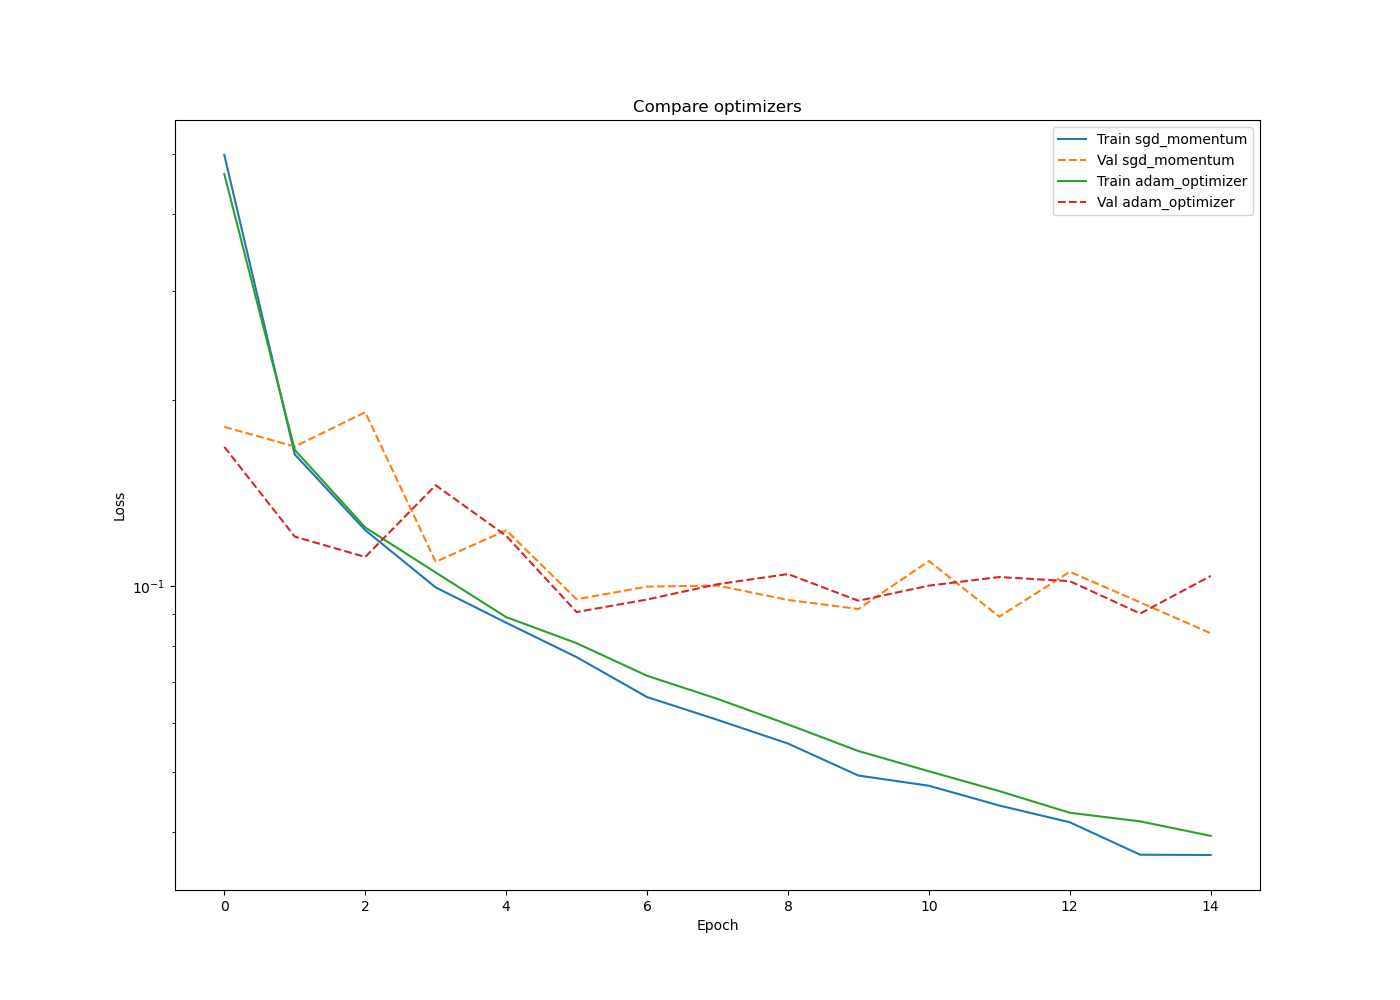 Compare optimizers
Train sgd_momentum
Val sgd_momentum
Train adam_optimizer
Val adam_optimizer
Loss
10⁻¹
0 2 4 6 8 10 12 14
Epoch